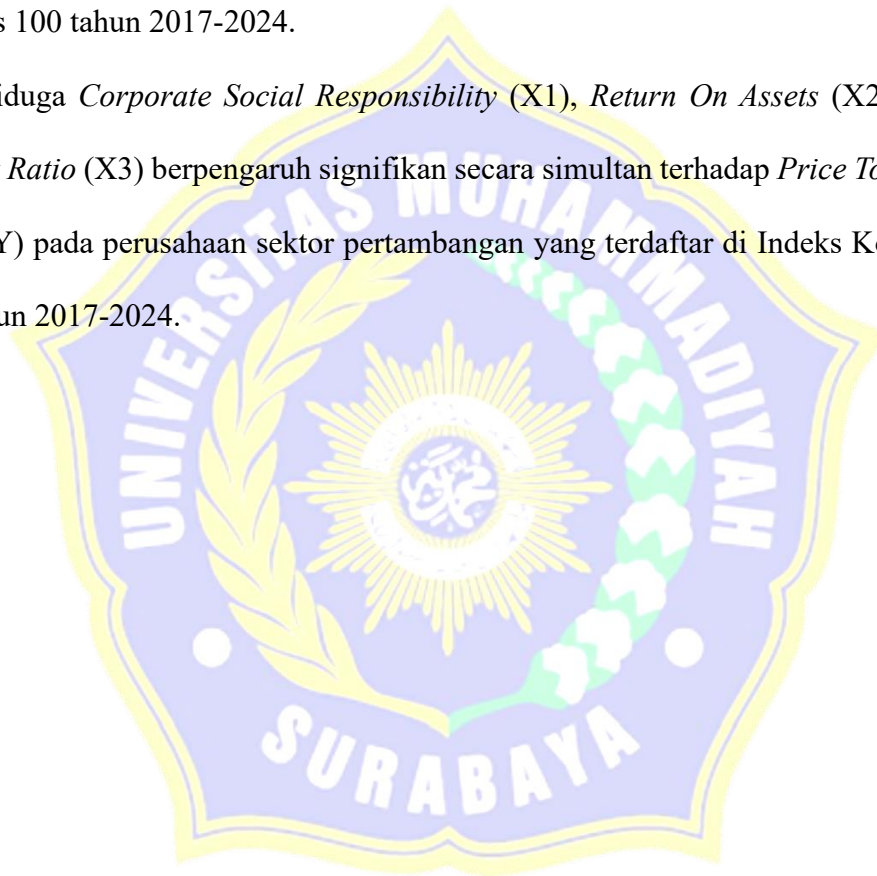 s 100 tahun 2017-2024.
iduga Corporate Social Responsibility (X1), Return On Assets (X2
Ratio (X3) berpengaruh signifikan secara simultan terhadap Price To
Y) pada perusahaan sektor pertambangan yang terdaftar di Indeks Ko
un 2017-2024.
UNIVERSITAS MUHAMMADIYAH
SURABAYA